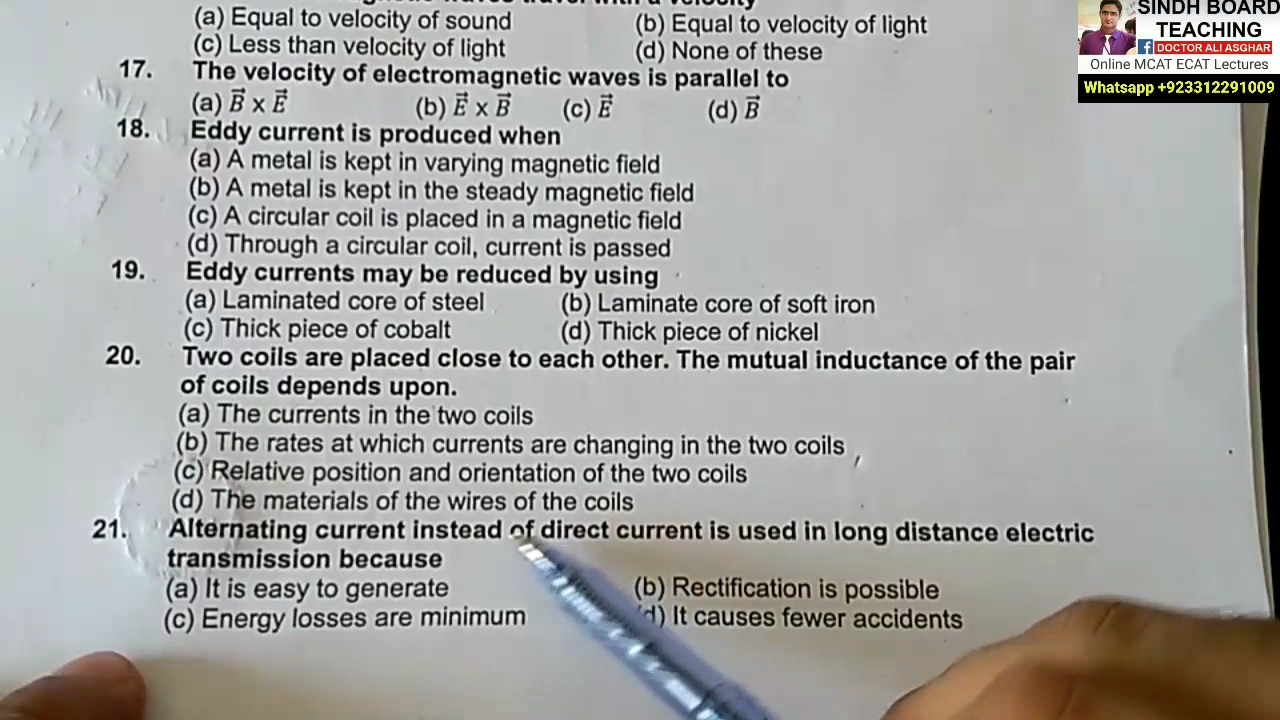 SINDH BOARD
TEACHING
DOCTOR ALI ASGHAR
Online MCAT ECAT Lectures
Whatsapp +923312291009
(a) Equal to velocity of sound (b) Equal to velocity of light
(c) Less than velocity of light (d) None of these
17. The velocity of electromagnetic waves is parallel to
(a) B⃗ x E⃗ (b) E⃗ x B⃗ (c) E⃗ (d) B⃗
18. Eddy current is produced when
(a) A metal is kept in varying magnetic field
(b) A metal is kept in the steady magnetic field
(c) A circular coil is placed in a magnetic field
(d) Through a circular coil, current is passed
19. Eddy currents may be reduced by using
(a) Laminated core of steel (b) Laminate core of soft iron
(c) Thick piece of cobalt (d) Thick piece of nickel
20. Two coils are placed close to each other. The mutual inductance of the pair
of coils depends upon.
(a) The currents in the two coils
(b) The rates at which currents are changing in the two coils
(c) Relative position and orientation of the two coils
(d) The materials of the wires of the coils
21. Alternating current instead of direct current is used in long distance electric
transmission because
(a) It is easy to generate (b) Rectification is possible
(c) Energy losses are minimum (d) It causes fewer accidents